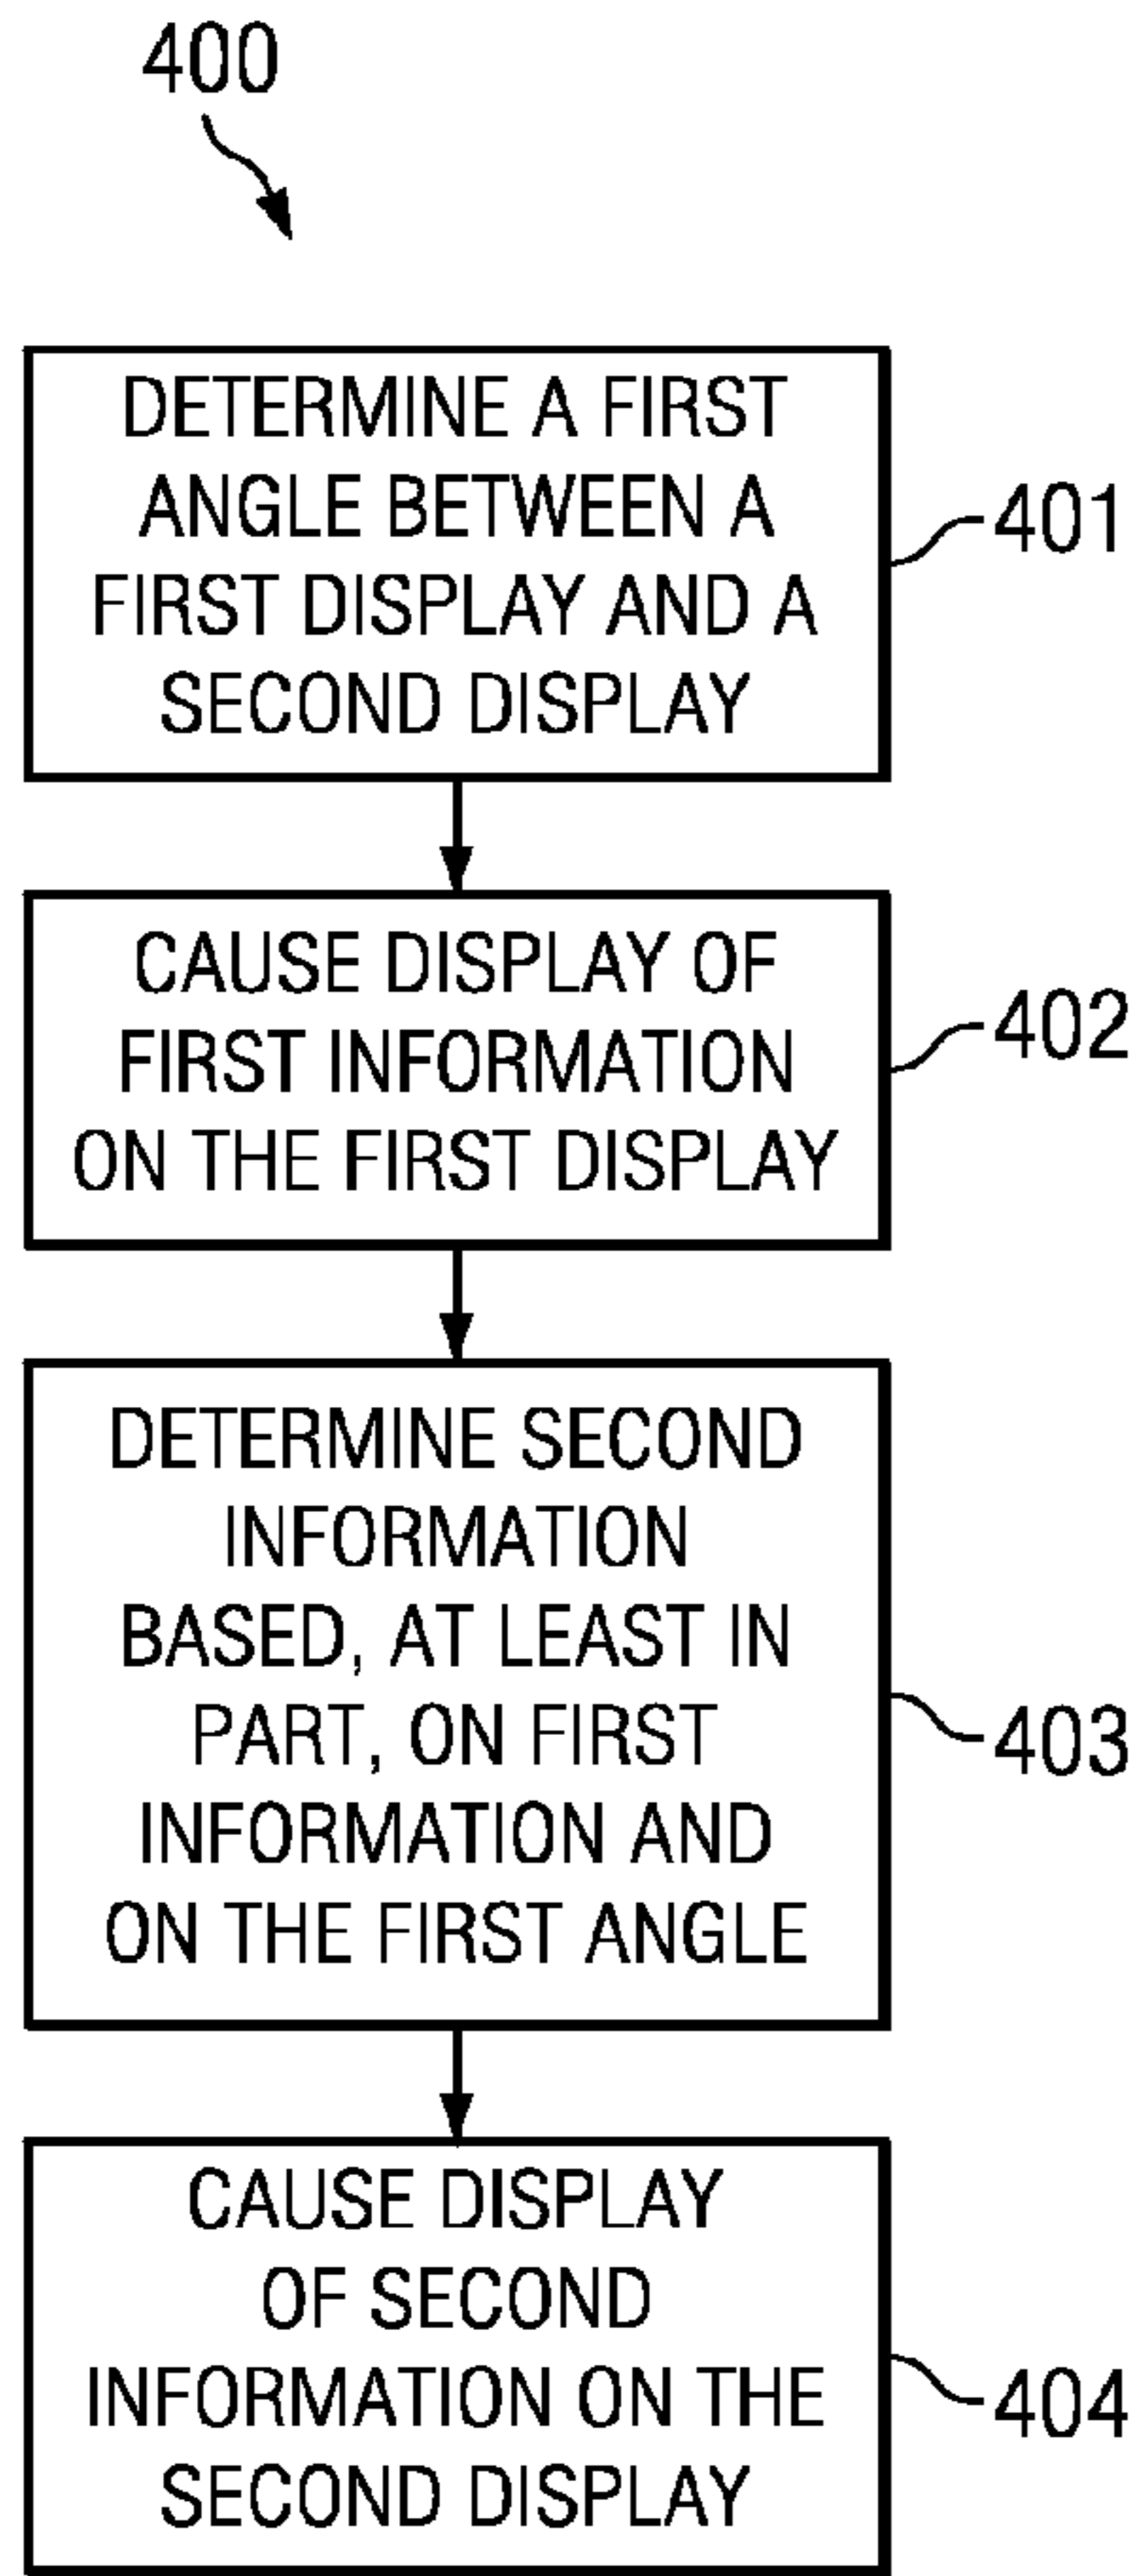 400
DETERMINE A FIRST
ANGLE BETWEEN A
FIRST DISPLAY AND A
SECOND DISPLAY
401
CAUSE DISPLAY OF
FIRST INFORMATION
ON THE FIRST DISPLAY
402
DETERMINE SECOND
INFORMATION
BASED, AT LEAST IN
PART, ON FIRST
INFORMATION AND
ON THE FIRST ANGLE
403
CAUSE DISPLAY
OF SECOND
INFORMATION ON THE
SECOND DISPLAY
404